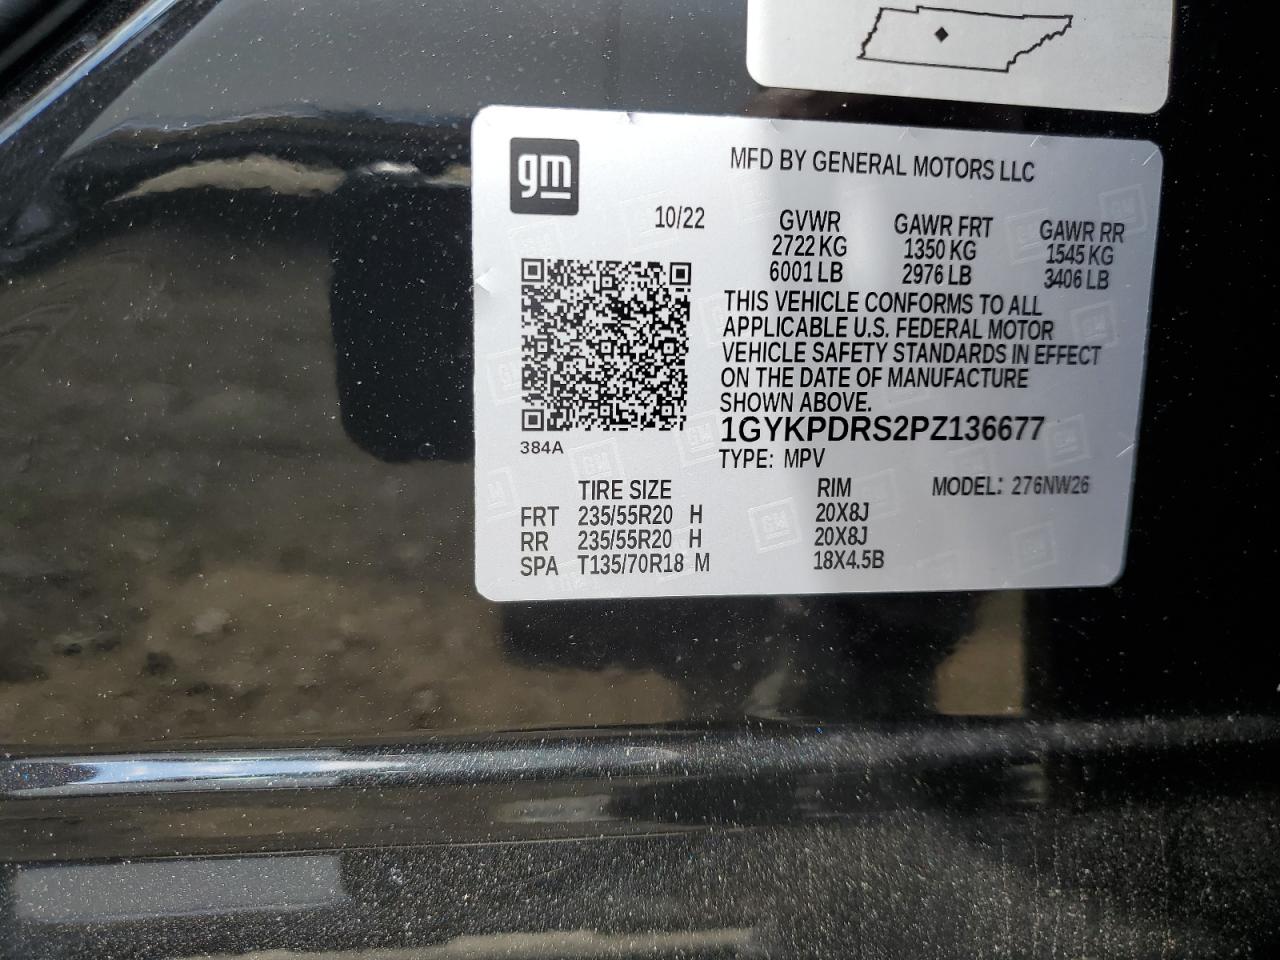 gm
MFD BY GENERAL MOTORS LLC
10/22 GVWR GAWR FRT GAWR RR
2722 KG 1350 KG 1545 KG
6001 LB 2976 LB 3406 LB
THIS VEHICLE CONFORMS TO ALL
APPLICABLE U.S. FEDERAL MOTOR
VEHICLE SAFETY STANDARDS IN EFFECT
ON THE DATE OF MANUFACTURE
SHOWN ABOVE.
1GYKPDRS2PZ136677
384A
TYPE: MPV
TIRE SIZE RIM MODEL: 276NW26
FRT 235/55R20 H 20X8J
RR 235/55R20 H 20X8J
SPA T135/70R18 M 18X4.5B